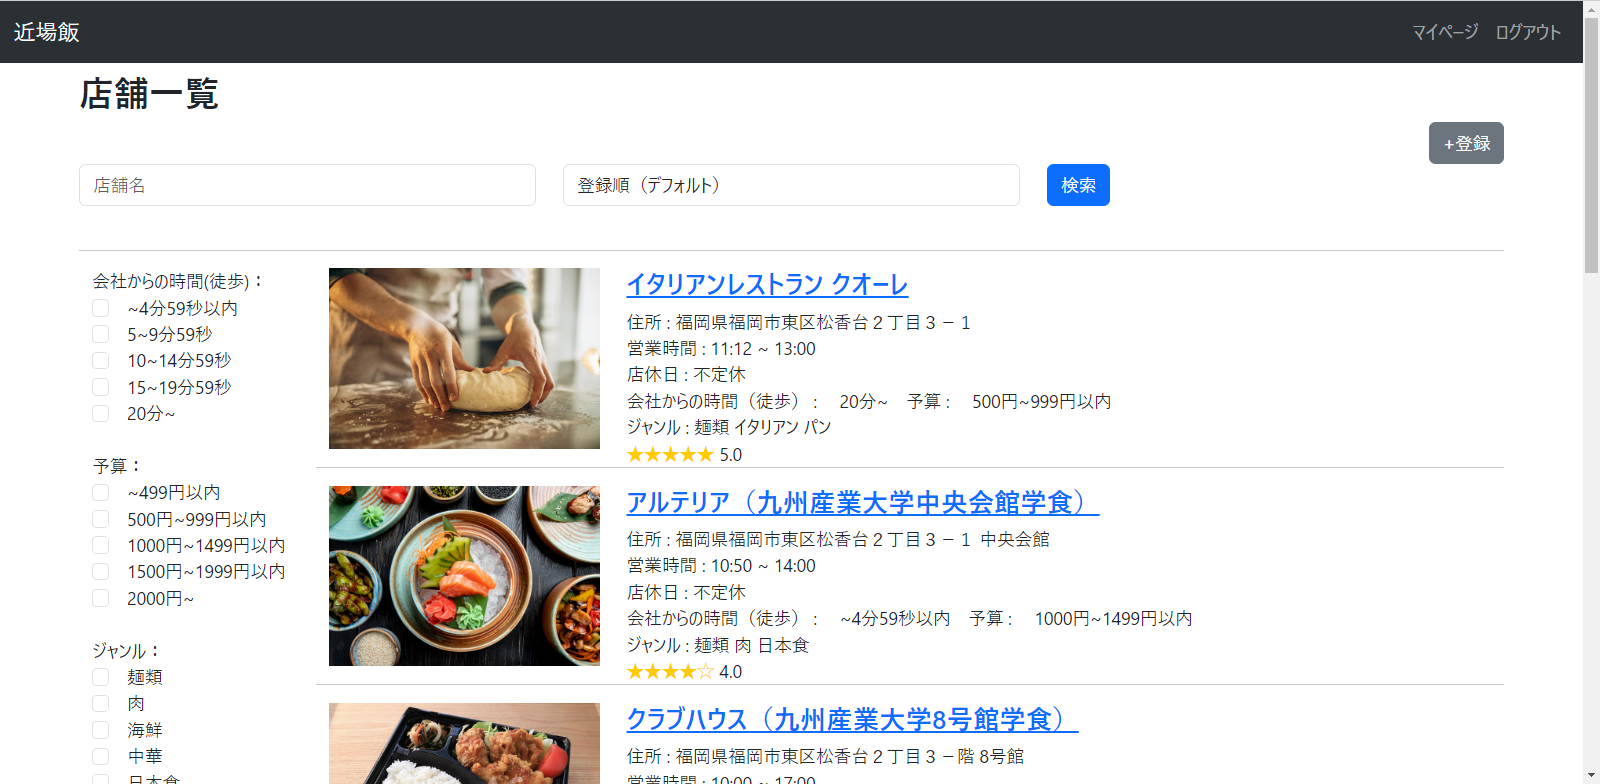 近場飯
マイページ ログアウト
店舗一覧
+登録
店舗名
登録順（デフォルト）
検索
会社からの時間(徒歩)：
~4分59秒以内
5~9分59秒
10~14分59秒
15~19分59秒
20分~
予算：
~499円以内
500円~999円以内
1000円~1499円以内
1500円~1999円以内
2000円~
ジャンル：
麺類
肉
海鮮
中華
日本食
イタリアンレストラン クオーレ
住所 : 福岡県福岡市東区松香台２丁目３－１
営業時間 : 11:12 ~ 13:00
店休日 : 不定休
会社からの時間（徒歩）： 20分~ 予算： 500円~999円以内
ジャンル : 麺類 イタリアン パン
★★★★★ 5.0
アルテリア（九州産業大学中央会館学食）
住所 : 福岡県福岡市東区松香台２丁目３－１ 中央会館
営業時間 : 10:50 ~ 14:00
店休日 : 不定休
会社からの時間（徒歩）： ~4分59秒以内 予算： 1000円~1499円以内
ジャンル : 麺類 肉 日本食
★★★★☆ 4.0
クラブハウス（九州産業大学8号館学食）
住所 : 福岡県福岡市東区松香台２丁目３－階 8号館
営業時間 : 10:00 ~ 17:00